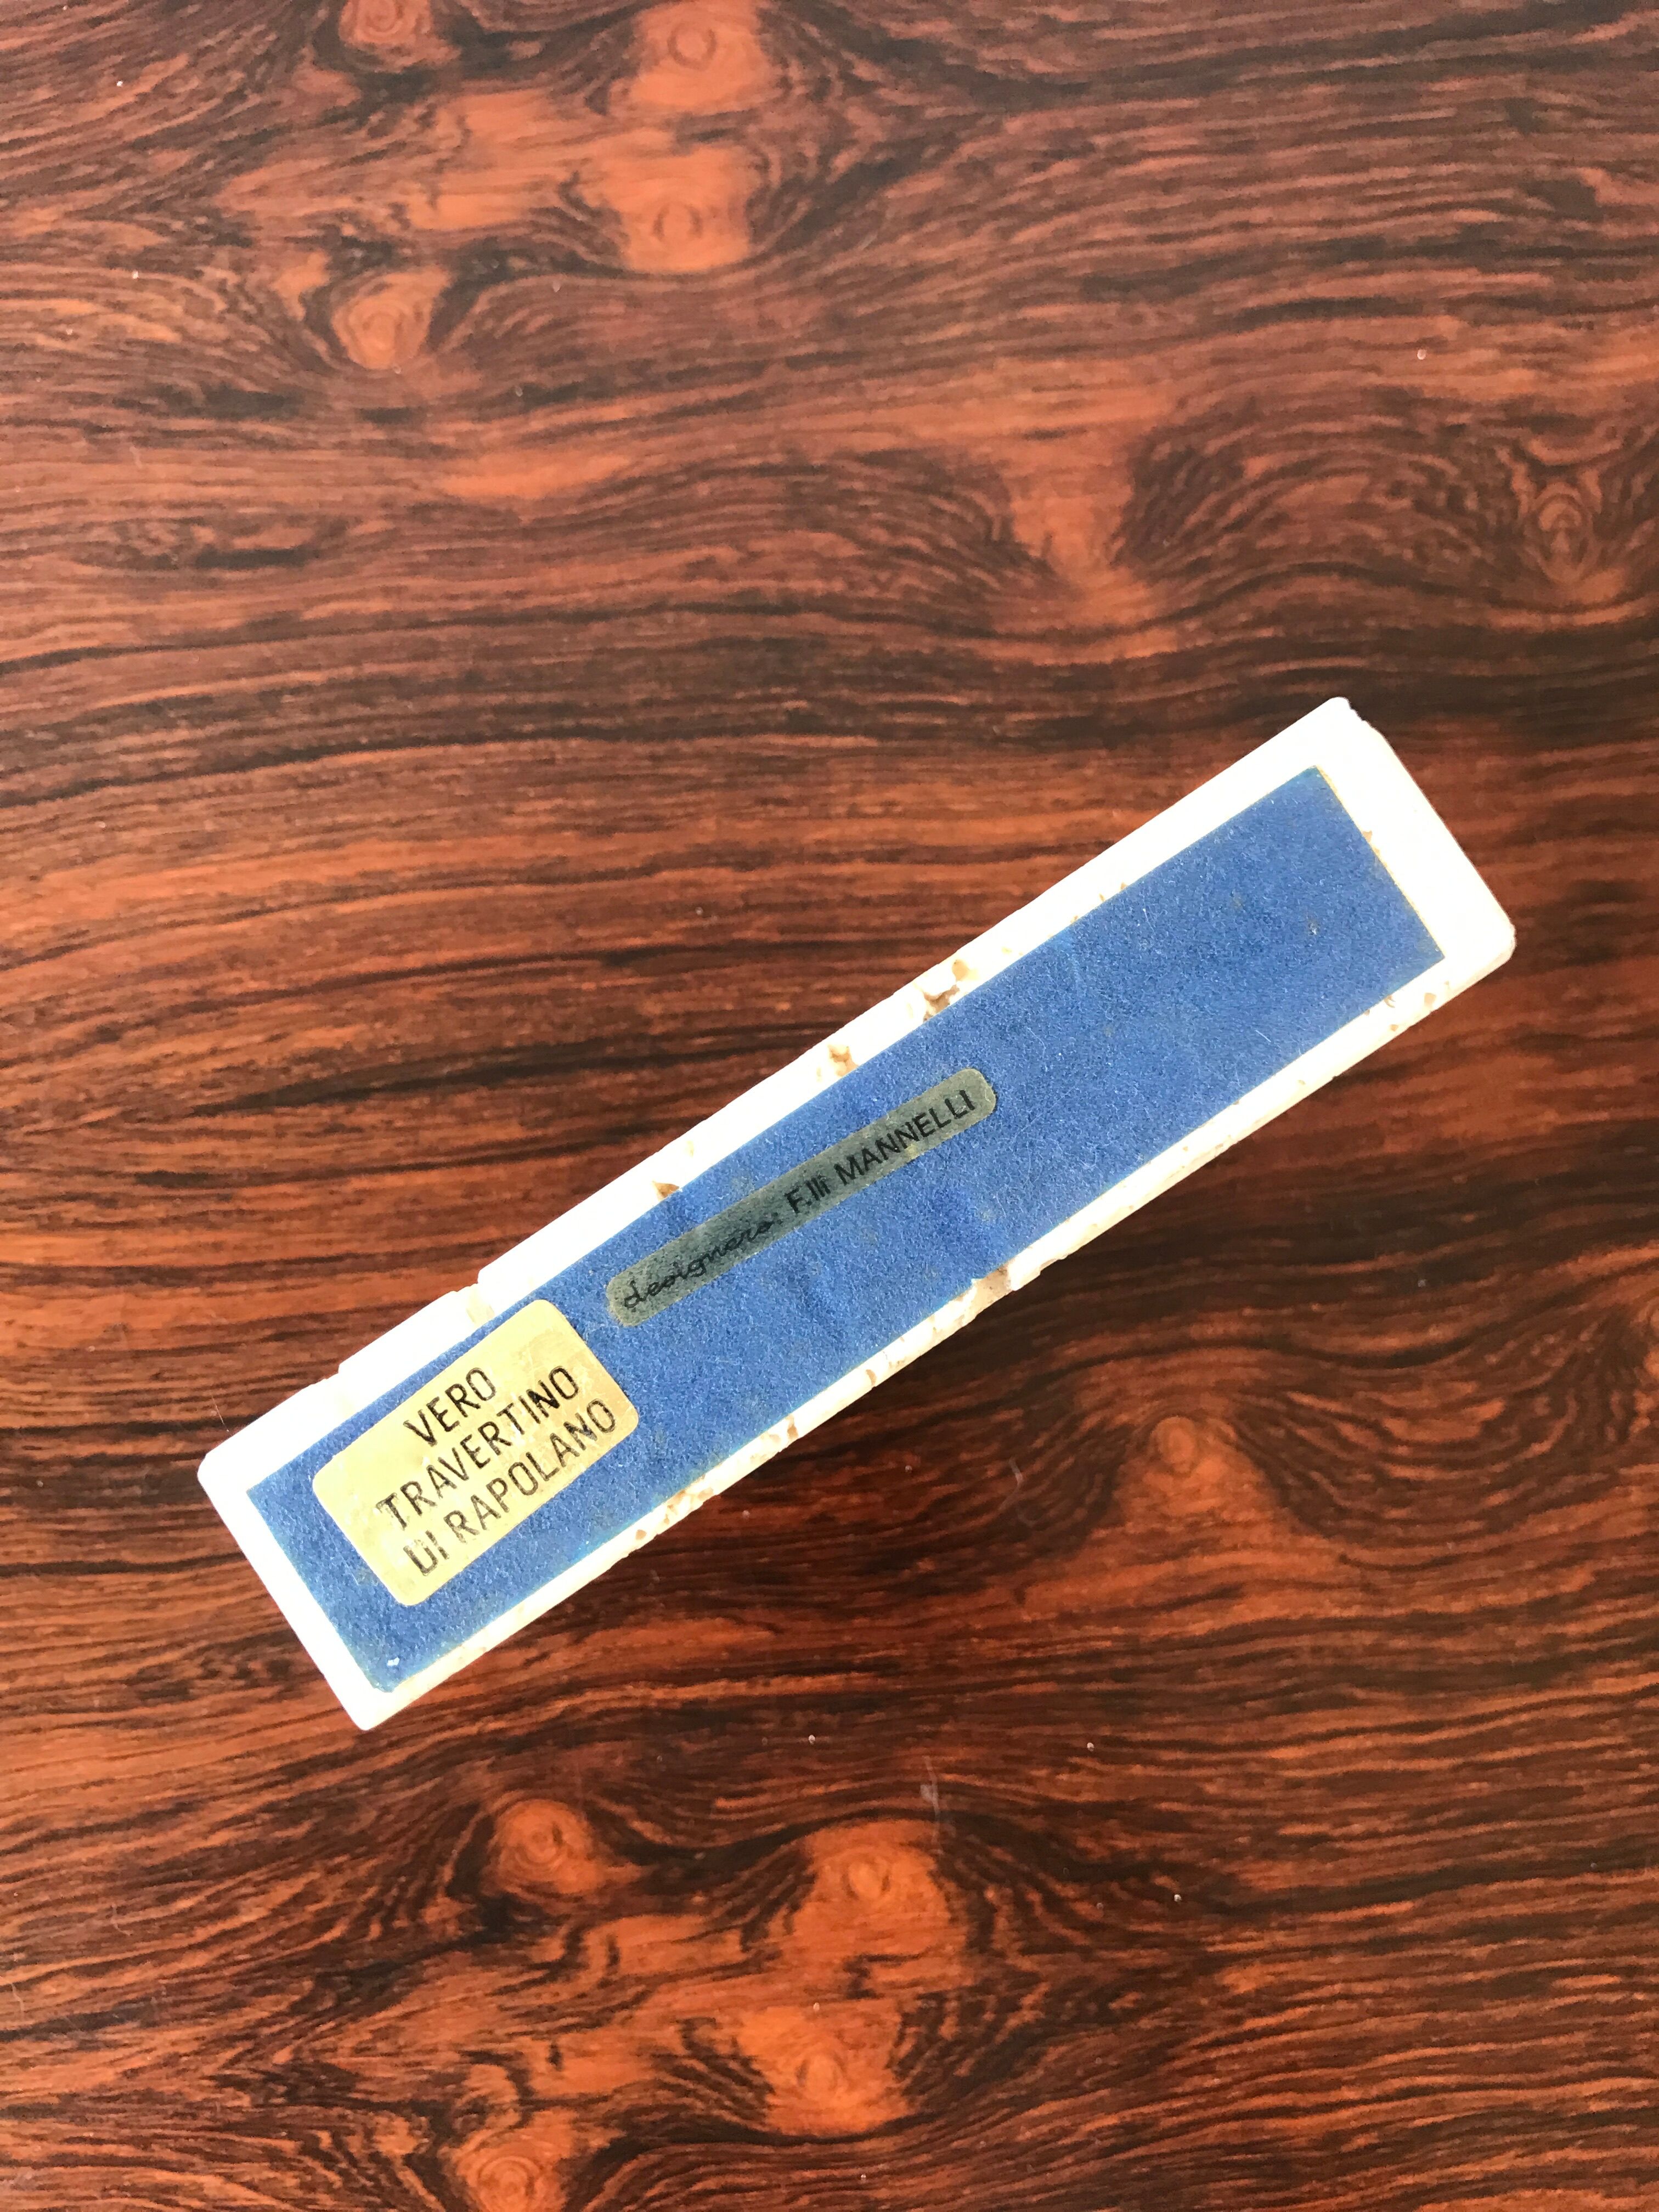 VERO
TRAVERTINO
DI RAPOLANO
designers: F.lli MANNELLI